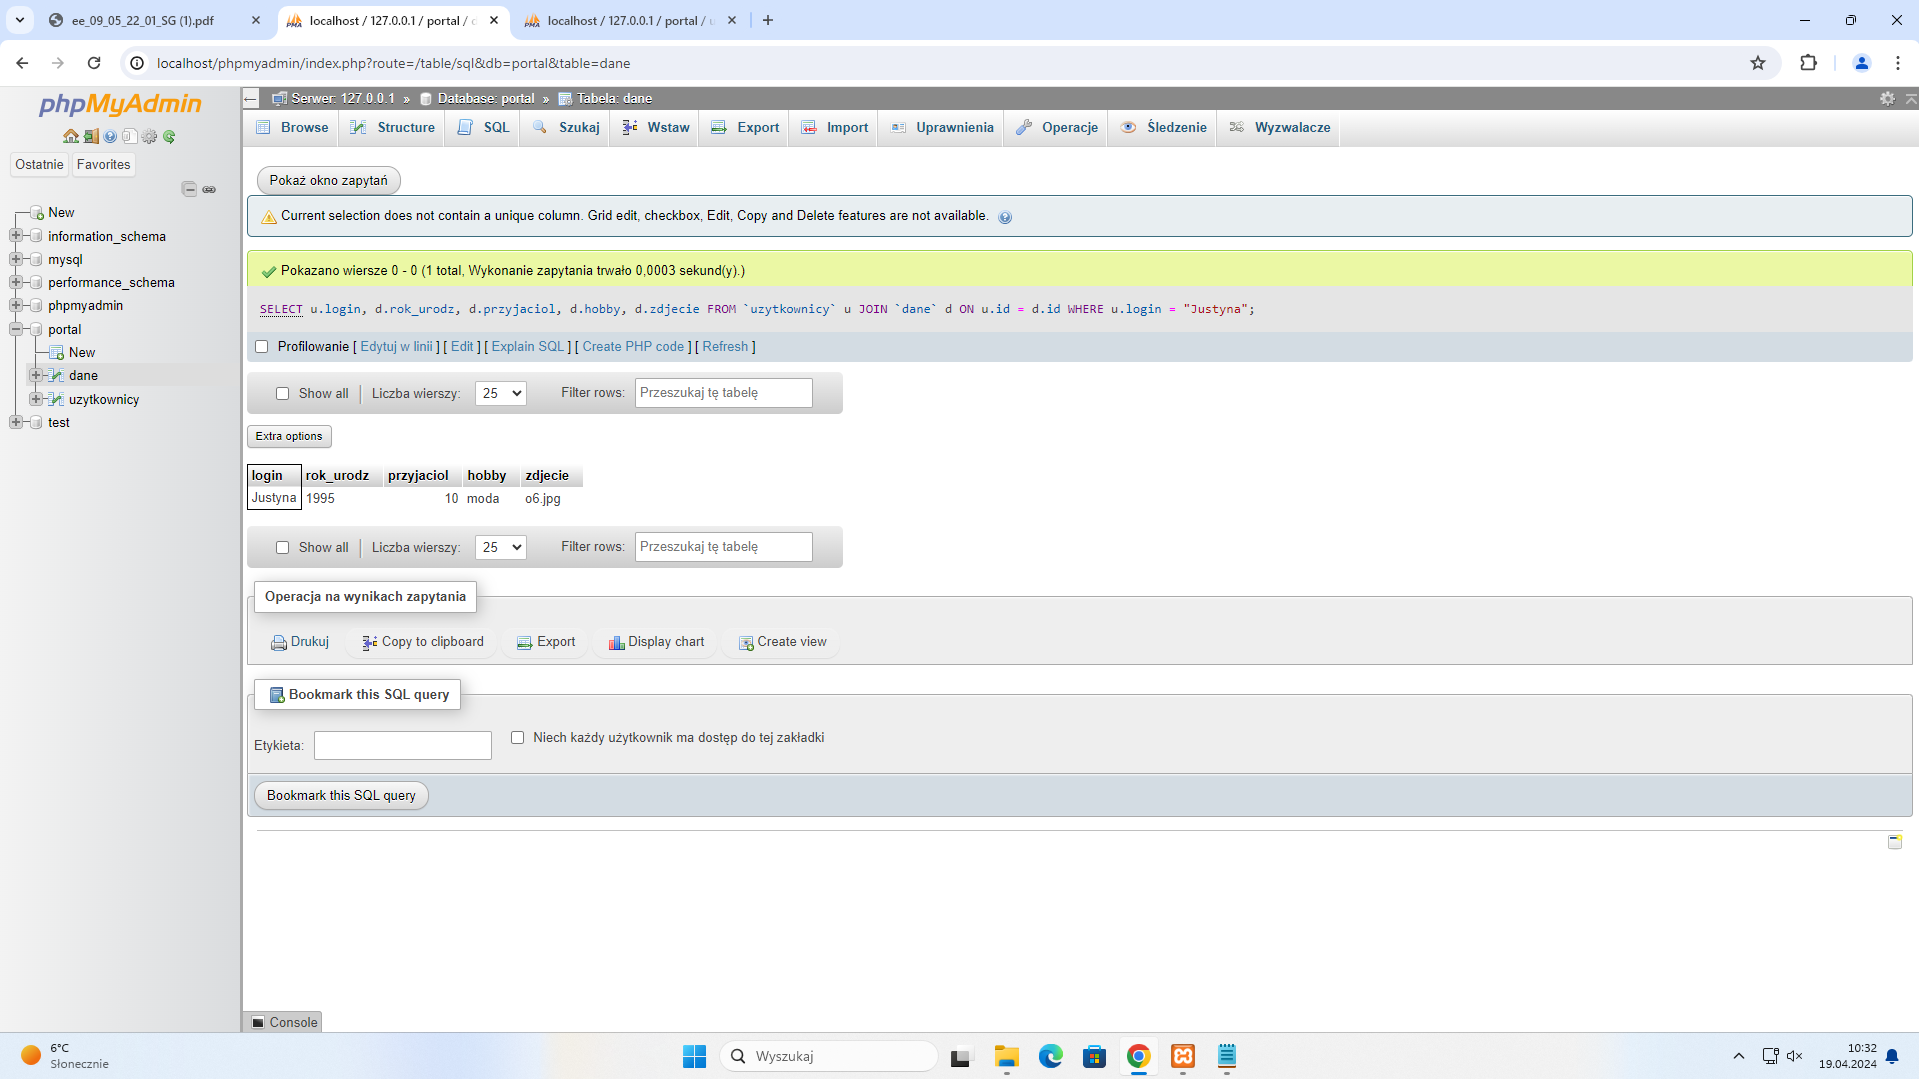 ee_09_05_22_01_SG (1).pdf
localhost / 127.0.0.1 / portal /
localhost / 127.0.0.1 / portal /
localhost/phpmyadmin/index.php?route=/table/sql&db=portal&table=dane
phpMyAdmin
Ostatnie Favorites
New
information_schema
mysql
performance_schema
phpmyadmin
portal
New
dane
uzytkownicy
test
Serwer: 127.0.0.1 » Database: portal » Tabela: dane
Browse Structure SQL Szukaj Wstaw Export Import Uprawnienia Operacje Śledzenie Wyzwalacze
Pokaż okno zapytań
Current selection does not contain a unique column. Grid edit, checkbox, Edit, Copy and Delete features are not available.
Pokazano wiersze 0 - 0 (1 total, Wykonanie zapytania trwało 0,0003 sekund(y).)
SELECT u.login, d.rok_urodz, d.przyjaciol, d.hobby, d.zdjecie FROM `uzytkownicy` u JOIN `dane` d ON u.id = d.id WHERE u.login = "Justyna";
Profilowanie [ Edytuj w linii ] [ Edit ] [ Explain SQL ] [ Create PHP code ] [ Refresh ]
Show all Liczba wierszy: 25 Filter rows: Przeszukaj tę tabelę
Extra options
login rok_urodz przyjaciol hobby zdjecie
Justyna 1995 10 moda o6.jpg
Show all Liczba wierszy: 25 Filter rows: Przeszukaj tę tabelę
Operacja na wynikach zapytania
Drukuj Copy to clipboard Export Display chart Create view
Bookmark this SQL query
Etykieta: Niech każdy użytkownik ma dostęp do tej zakładki
Bookmark this SQL query
Console
6°C
Słonecznie
Wyszukaj
10:32
19.04.2024